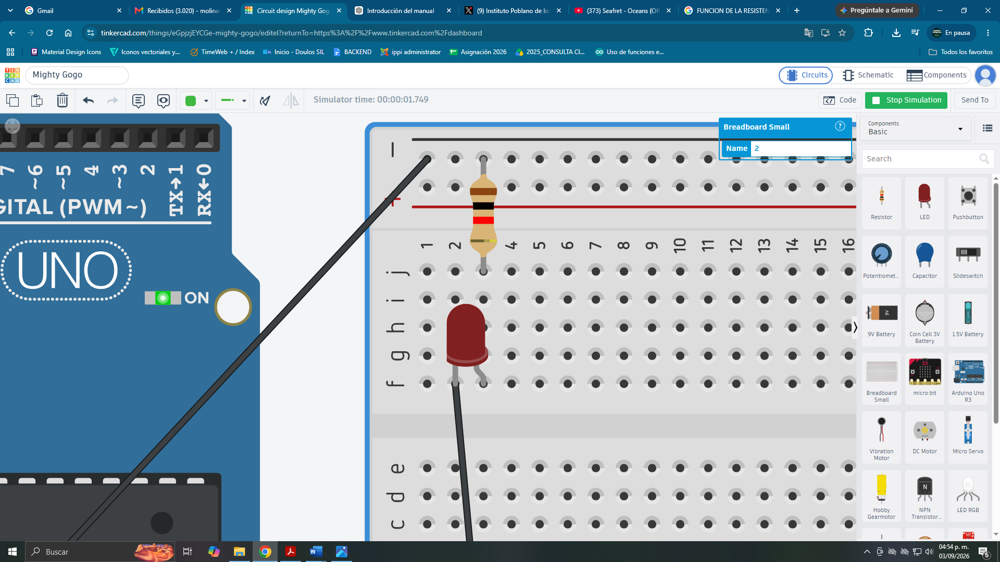 Gmail
Recibidos (3.020) - molinas
Circuit design Mighty Gog
Introducción del manual
(9) Instituto Poblano de los
(373) Seafret - Oceans (Of
FUNCION DE LA RESISTEN
Pregúntale a Gemini
tinkercad.com/things/eGpjzjEYCGe-mighty-gogo/editel?returnTo=https%3A%2F%2Fwww.tinkercad.com%2Fdashboard
En pausa
Material Design Icons
Iconos vectoriales y...
TimeWeb + / Index
Inicio - Doulos SIL
BACKEND
ippi administrator
Asignación 2026
2025_CONSULTA CI...
Uso de funciones e...
Todos los favoritos
TINKERCAD
Mighty Gogo
Circuits
Schematic
Components
Simulator time: 00:00:01.749
Code
Stop Simulation
Send To
Breadboard Small
?
Name 2
Components
Basic
Search
7 ~6 ~5 4 ~3 2 TX→1 RX←0
GITAL (PWM ~)
UNO
ON
1 2 4 5 6 7 8 9 10 11 12 13 14 15 16
j
i
h
g
f
e
d
c
Resistor
LED
Pushbutton
Potentiomet...
Capacitor
Slideswitch
9V
9V Battery
Coin Cell 3V Battery
1.5V Battery
Breadboard Small
micro:bit
Arduino Uno R3
Vibration Motor
DC Motor
Micro Servo
N
Hobby Gearmotor
NPN Transistor...
LED RGB
Buscar
04:54 p. m.
03/09/2026
6